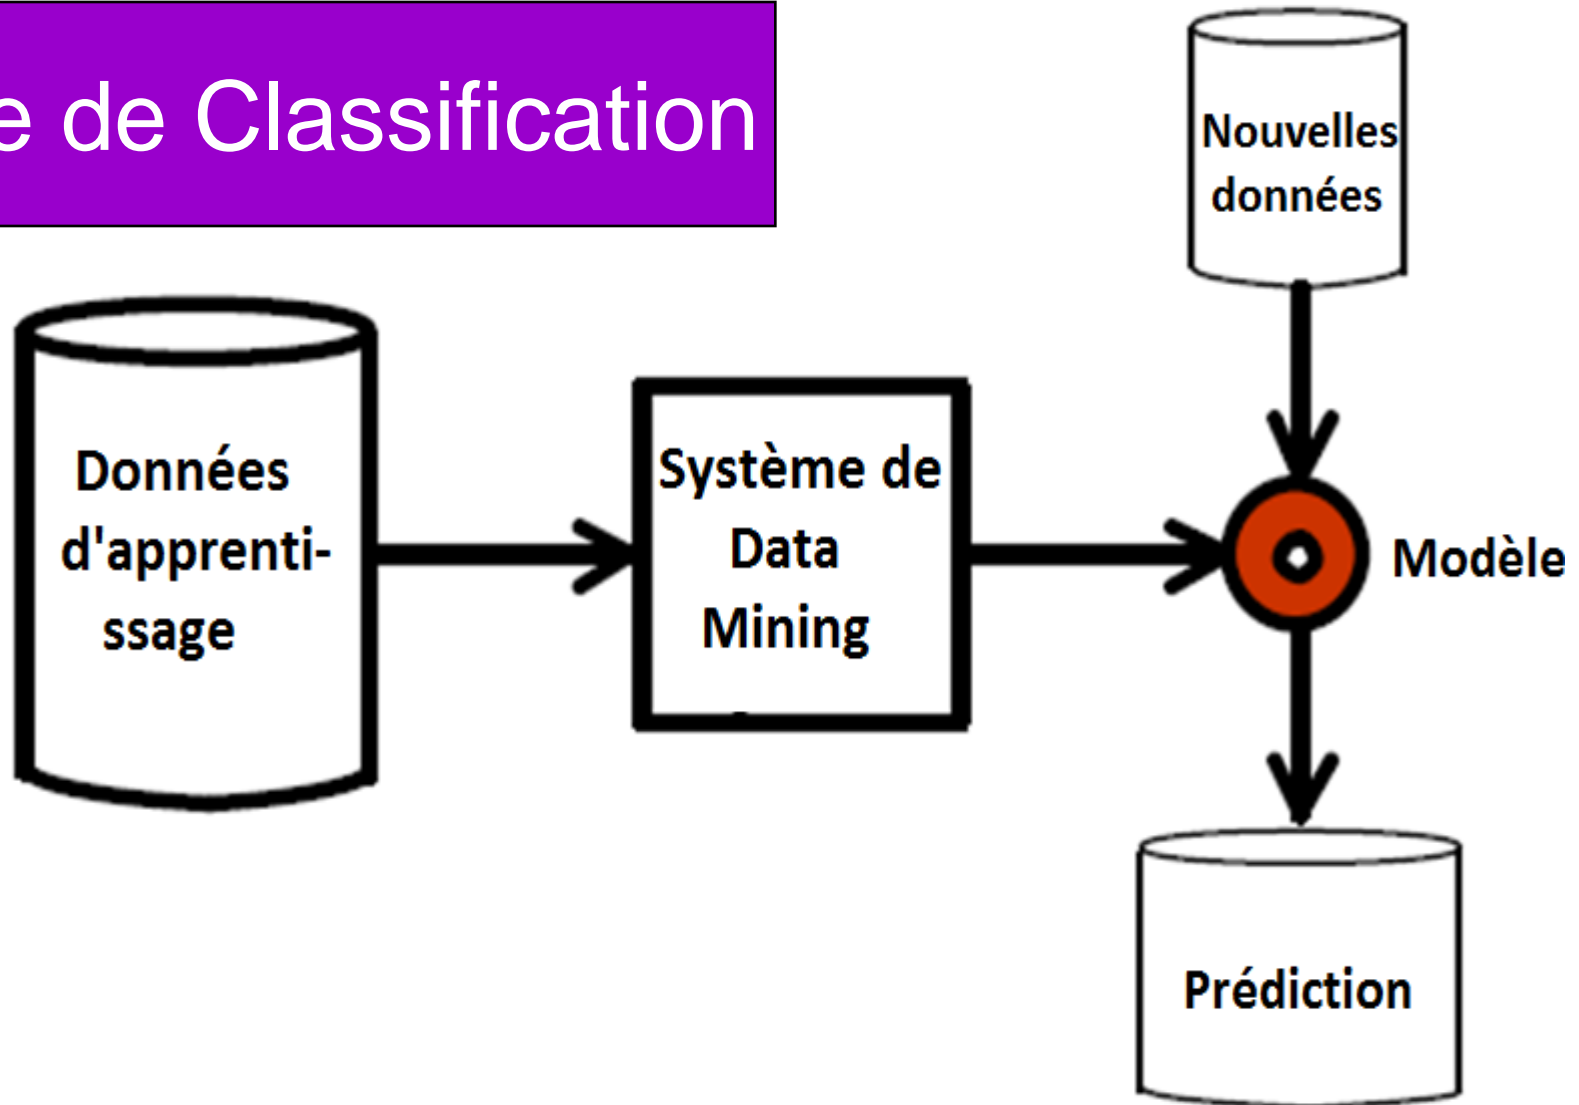 e de Classification
Nouvelles
données
Données
d'apprenti-
ssage
Système de
Data
Mining
Modèle
Prédiction